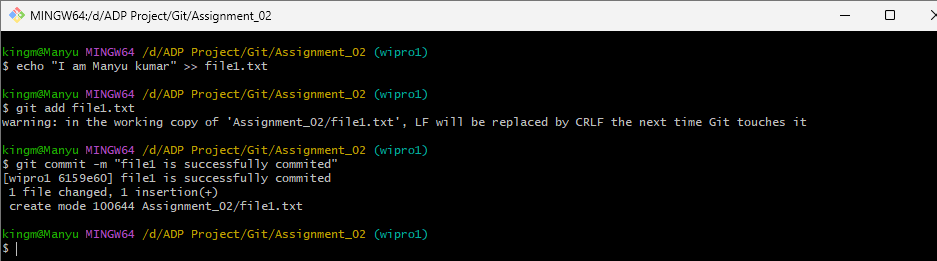 MINGW64:/d/ADP Project/Git/Assignment_02
kingm@Manyu MINGW64 /d/ADP Project/Git/Assignment_02 (wipro1)
$ echo "I am Manyu kumar" >> file1.txt
kingm@Manyu MINGW64 /d/ADP Project/Git/Assignment_02 (wipro1)
$ git add file1.txt
warning: in the working copy of 'Assignment_02/file1.txt', LF will be replaced by CRLF the next time Git touches it
kingm@Manyu MINGW64 /d/ADP Project/Git/Assignment_02 (wipro1)
$ git commit -m "file1 is successfully commited"
[wipro1 6159e60] file1 is successfully commited
 1 file changed, 1 insertion(+)
 create mode 100644 Assignment_02/file1.txt
kingm@Manyu MINGW64 /d/ADP Project/Git/Assignment_02 (wipro1)
$